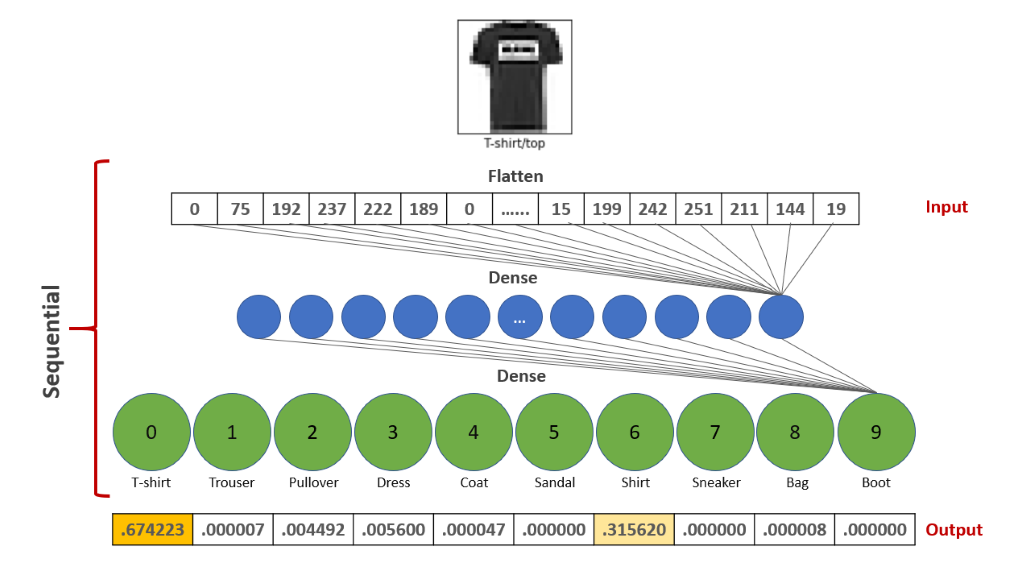 T-shirt/top
Flatten
0 75 192 237 222 189 0 ...... 15 199 242 251 211 144 19 Input
Dense
...
Dense
Sequential
0 1 2 3 4 5 6 7 8 9
T-shirt Trouser Pullover Dress Coat Sandal Shirt Sneaker Bag Boot
.674223 .000007 .004492 .005600 .000047 .000000 .315620 .000000 .000008 .000000 Output